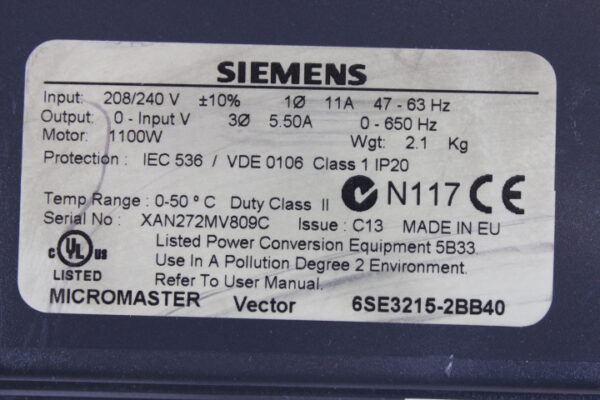 SIEMENS
Input: 208/240 V ±10% 1Ø 11A 47 - 63 Hz
Output: 0 - Input V 3Ø 5.50A 0 - 650 Hz
Motor: 1100W Wgt: 2.1 Kg
Protection : IEC 536 / VDE 0106 Class 1 IP20
Temp Range : 0-50 ° C Duty Class II N117 CE
Serial No : XAN272MV809C Issue : C13 MADE IN EU
C UL US LISTED
Listed Power Conversion Equipment 5B33.
Use In A Pollution Degree 2 Environment.
Refer To User Manual.
MICROMASTER Vector 6SE3215-2BB40